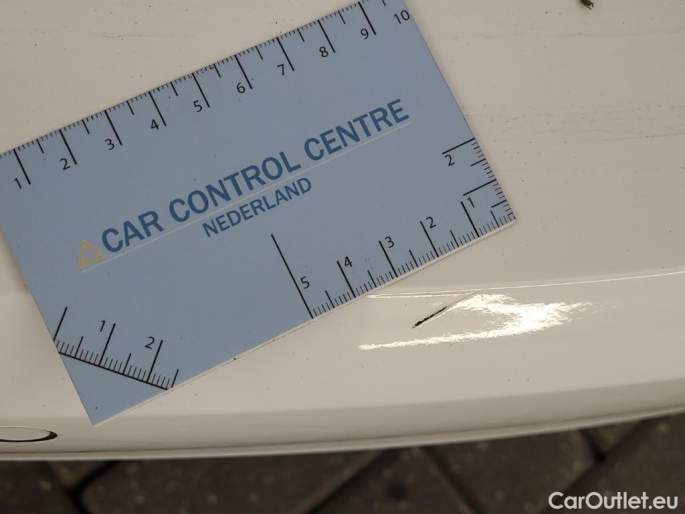 1 2 3 4 5 6 7 8 9 10
CAR CONTROL CENTRE
NEDERLAND
2
5 4 3 2 1
1 2
CarOutlet.eu